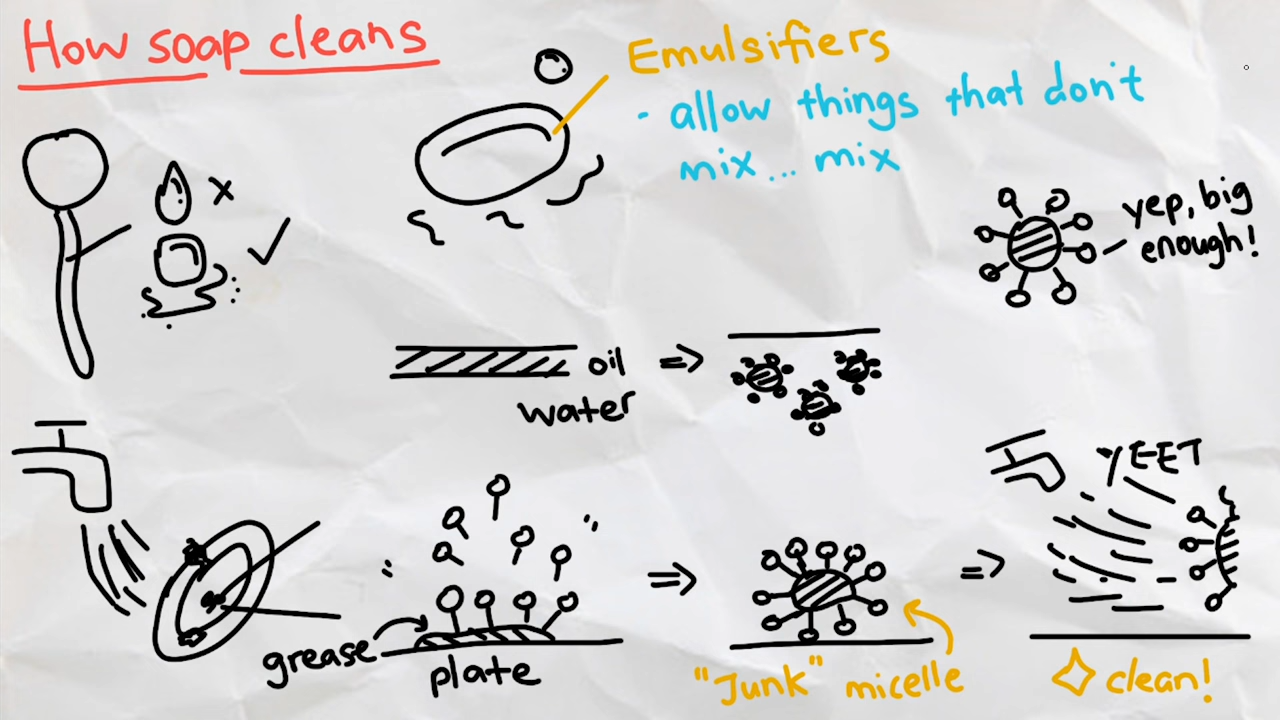 How soap cleans
Emulsifiers
- allow things that don't
mix... mix
yep, big
enough!
oil
water
YEET
grease
plate
"Junk" micelle
clean!